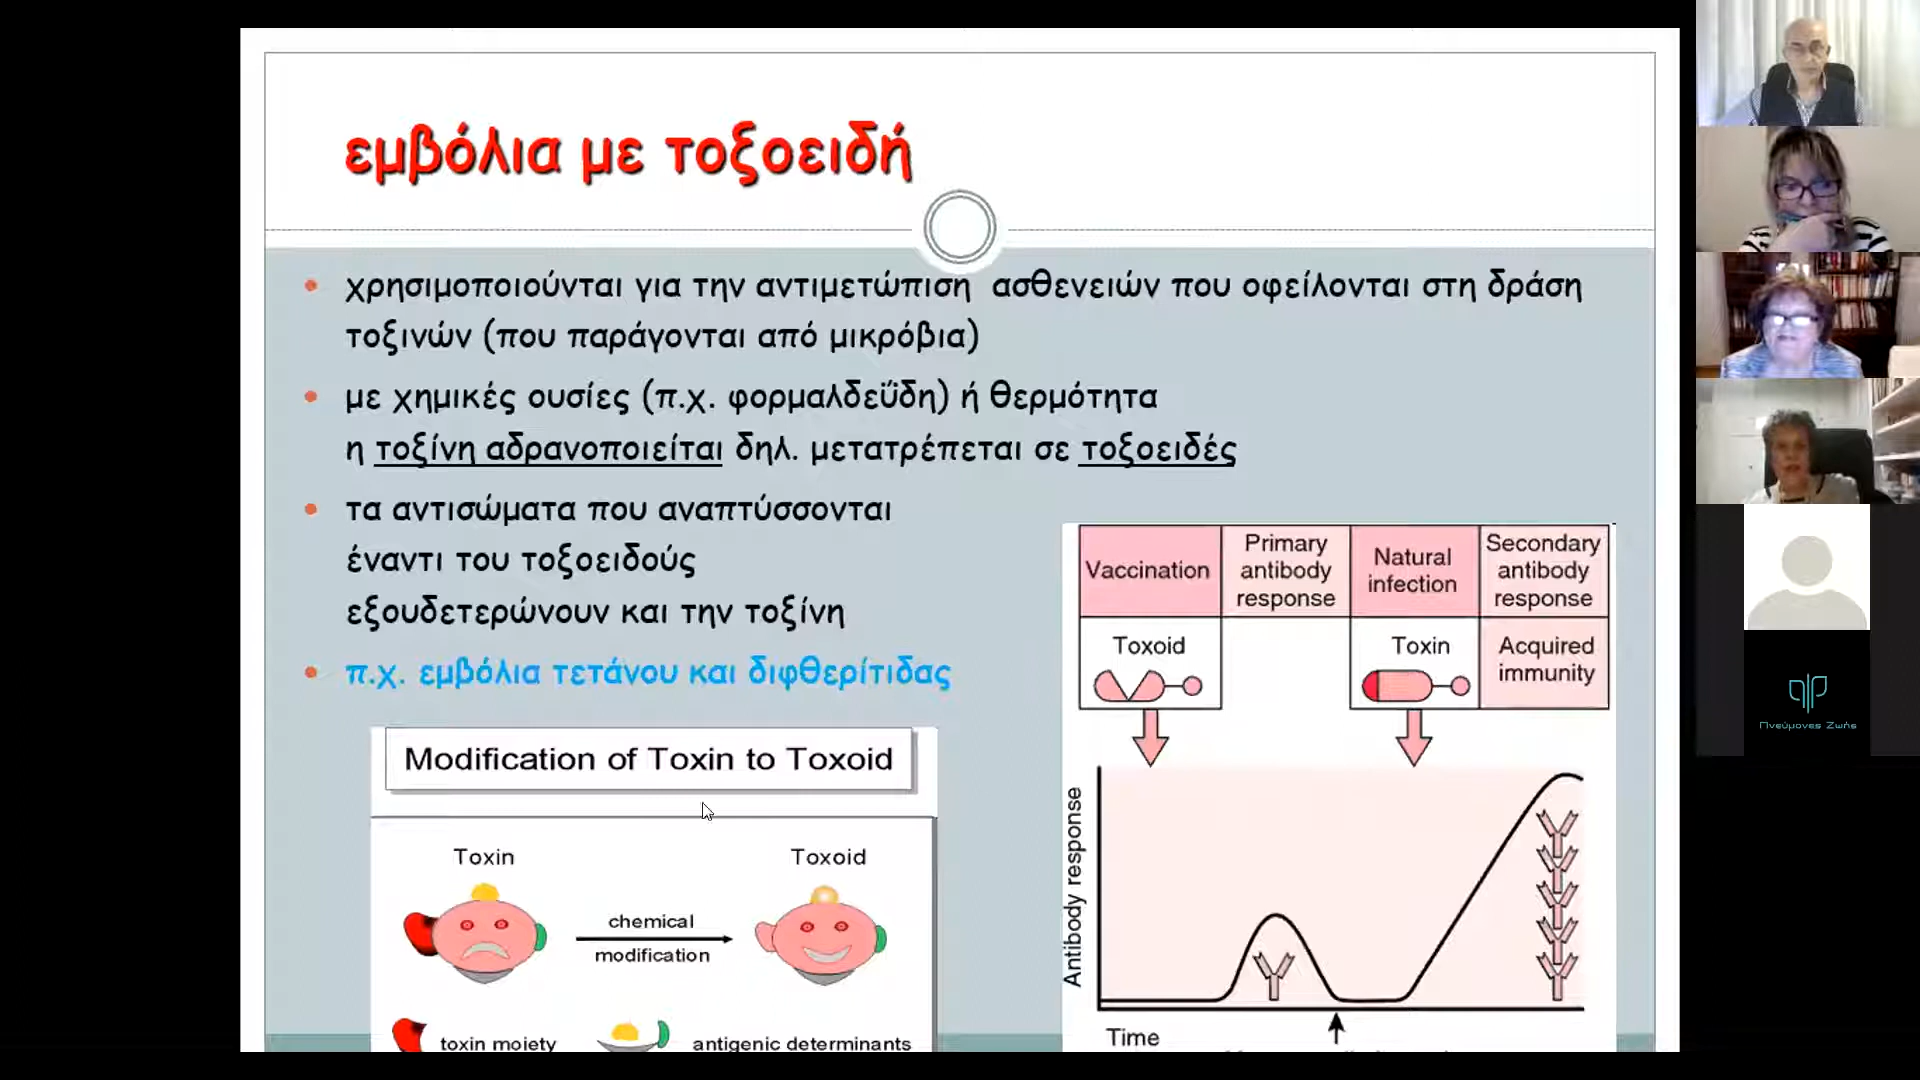 εμβόλια με τοξοειδή
χρησιμοποιούνται για την αντιμετώπιση ασθενειών που οφείλονται στη δράση
τοξινών (που παράγονται από μικρόβια)
με χημικές ουσίες (π.χ. φορμαλδεΰδη) ή θερμότητα
η τοξίνη αδρανοποιείται δηλ. μετατρέπεται σε τοξοειδές
τα αντισώματα που αναπτύσσονται
έναντι του τοξοειδούς
εξουδετερώνουν και την τοξίνη
π.χ. εμβόλια τετάνου και διφθερίτιδας
Modification of Toxin to Toxoid
Toxin
Toxoid
chemical
modification
toxin moiety
antigenic determinants
Vaccination
Primary
antibody
response
Natural
infection
Secondary
antibody
response
Toxoid
Toxin
Acquired
immunity
Antibody response
Time
Πνεύμονες Ζωής